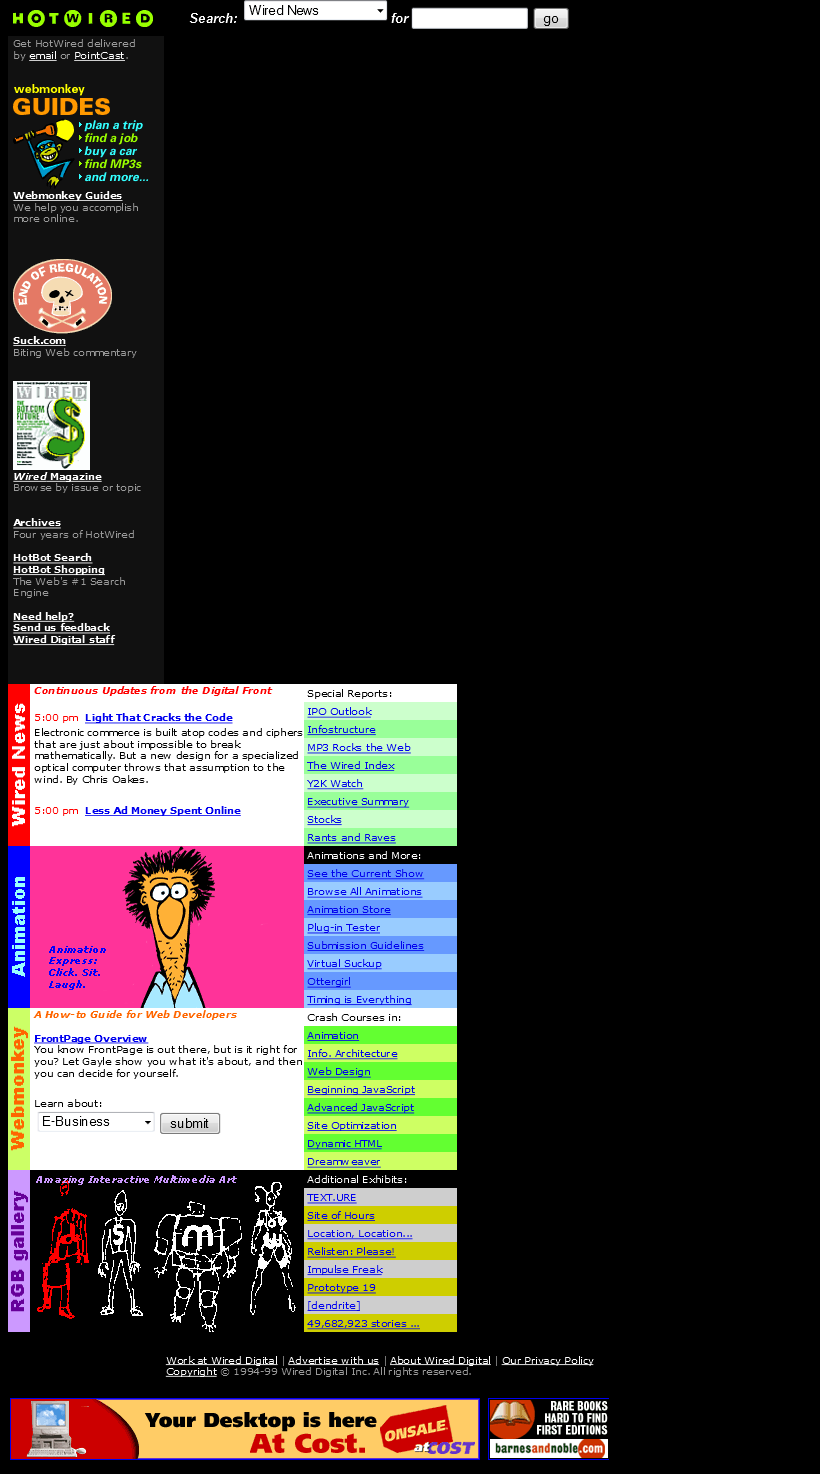 HOTWIRED
Search: Wired News for go
Get HotWired delivered
by email or PointCast.
webmonkey
GUIDES
plan a trip
find a job
buy a car
find MP3s
and more...
Webmonkey Guides
We help you accomplish
more online.
END OF REGULATION
Suck.com
Biting Web commentary
WIRED
THE
BOT.COM
FUTURE
Wired Magazine
Browse by issue or topic
Archives
Four years of HotWired
HotBot Search
HotBot Shopping
The Web's #1 Search
Engine
Need help?
Send us feedback
Wired Digital staff
Wired News
Continuous Updates from the Digital Front
5:00 pm Light That Cracks the Code
Electronic commerce is built atop codes and ciphers
that are just about impossible to break
mathematically. But a new design for a specialized
optical computer throws that assumption to the
wind. By Chris Oakes.
5:00 pm Less Ad Money Spent Online
Special Reports:
IPO Outlook
Infostructure
MP3 Rocks the Web
The Wired Index
Y2K Watch
Executive Summary
Stocks
Rants and Raves
Animation
Animation
Express:
Click. Sit.
Laugh.
Animations and More:
See the Current Show
Browse All Animations
Animation Store
Plug-in Tester
Submission Guidelines
Virtual Suckup
Ottergirl
Timing is Everything
Webmonkey
A How-to Guide for Web Developers
FrontPage Overview
You know FrontPage is out there, but is it right for
you? Let Gayle show you what it's about, and then
you can decide for yourself.
Learn about:
E-Business submit
Crash Courses in:
Animation
Info. Architecture
Web Design
Beginning JavaScript
Advanced JavaScript
Site Optimization
Dynamic HTML
Dreamweaver
RGB gallery
Amazing Interactive Multimedia Art
A S m
Additional Exhibits:
TEXT.URE
Site of Hours
Location, Location...
Relisten: Please!
Impulse Freak
Prototype 19
[dendrite]
49,682,923 stories ...
Work at Wired Digital | Advertise with us | About Wired Digital | Our Privacy Policy
Copyright © 1994-99 Wired Digital Inc. All rights reserved.
Your Desktop is here
At Cost.
ONSALE
at COST
RARE BOOKS
HARD TO FIND
FIRST EDITIONS
barnesandnoble.com